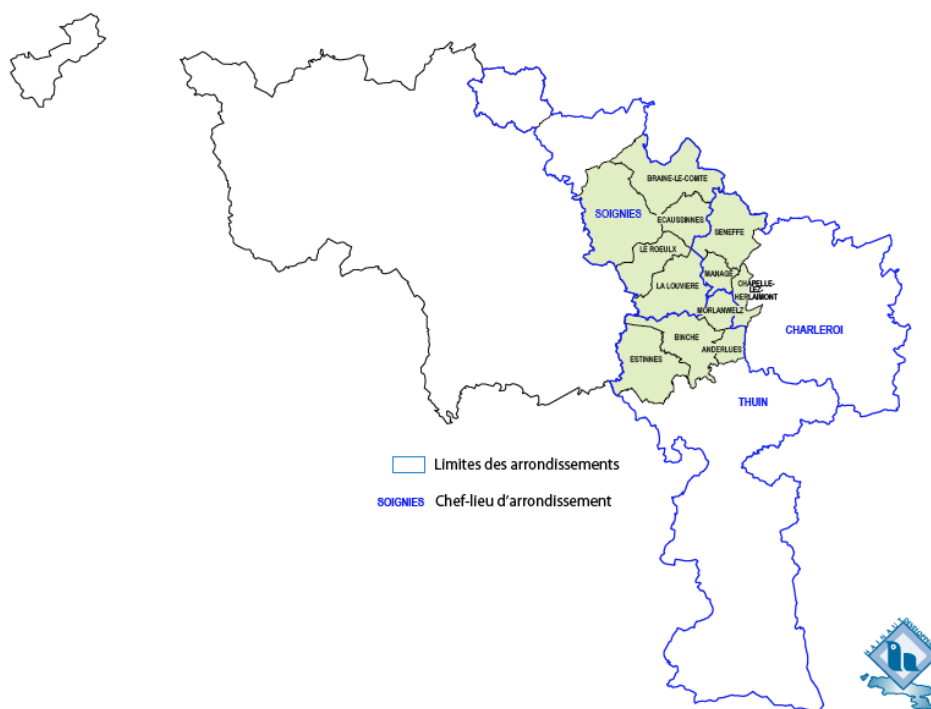 BRAINE-LE-COMTE
SOIGNIES
ECAUSSINNES
SENEFFE
LE ROEULX
MANAGE
CHAPELLE-
LEZ-
HERLAIMONT
LA LOUVIERE
MORLANWELZ
CHARLEROI
BINCHE
ANDERLUES
ESTINNES
THUIN
Limites des arrondissements
SOIGNIES Chef-lieu d'arrondissement
HAINAUT